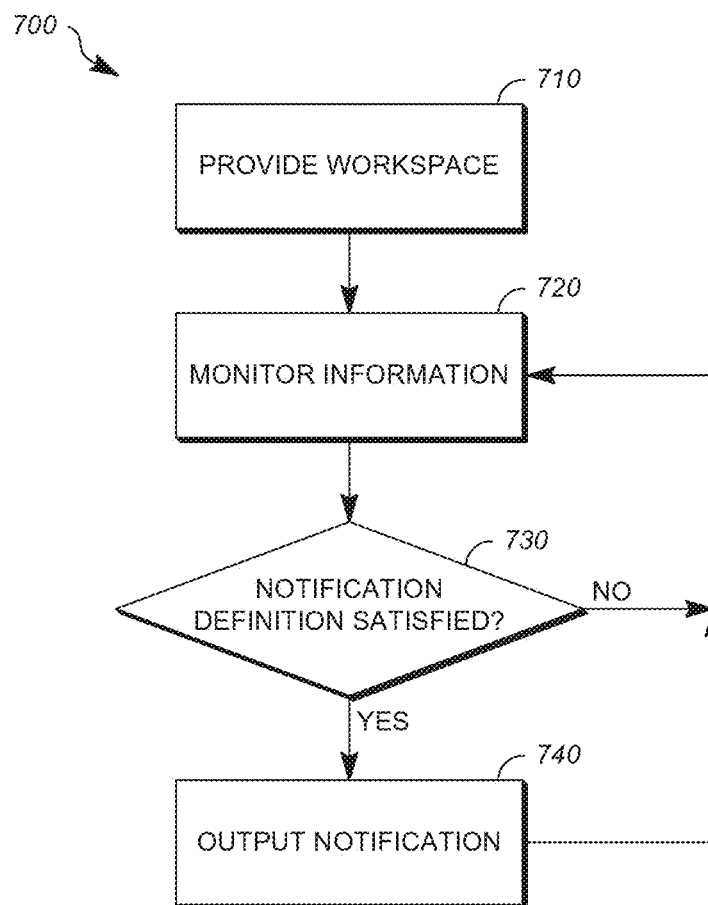 700
710
PROVIDE WORKSPACE
720
MONITOR INFORMATION
730
NOTIFICATION
DEFINITION SATISFIED?
NO
YES
740
OUTPUT NOTIFICATION